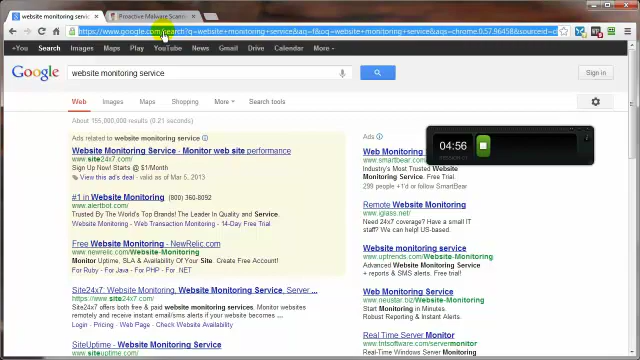 website monitoring service
Proactive Malware Scanni
https://www.google.com/search?q=website+monitoring+service&aq=f&oq=website+monitoring+service&aqs=chrome.0.57.96458&sourceid=c
+You Search Images Maps Play YouTube News Gmail Drive Calendar More
Google
website monitoring service
Sign in
Web Images Maps Shopping More Search tools
About 155,000,000 results (0.21 seconds)
Ads related to website monitoring service
Website Monitoring Service - Monitor web site performance
www.site24x7.com/
Sign Up Now! Starts @ $1/Month
View this ad's deal - valid as of Mar 5, 2013
#1 in Website Monitoring (800) 360-8092
www.alertbot.com/
Trusted By The World's Top Brands! The Leader In Quality and Service.
Website Monitoring - Web Transaction Monitoring - 14-Day Free Trial
Free Website Monitoring - NewRelic.com
www.newrelic.com/Website-Monitoring
Monitor Uptime, SLA & Availability Of Your Site. Create Free Account!
For Ruby - For Java - For PHP - For .NET
Site24x7: Website Monitoring, Website Monitoring Service, Server ...
https://www.site24x7.com/
Site24x7 offers both free & paid website monitoring services. Monitor websites
remotely and receive instant email/sms alerts if your website becomes ...
Login - Pricing - Web Page - Check Website Availability
SiteUptime - Website Monitoring Service
www.siteuptime.com/
Ads
Web Monitoring
www.smartbear.com/
Industry's Most Trusted Website
Monitoring Service. Free Trial.
299 people +1'd or follow SmartBear
Remote Website Monitoring
www.iglass.net/
Need 24x7 coverage? Have a small IT
staff? We can help! US-based.
Website monitoring service
www.uptrends.com/Website-Monitoring
Advanced Website Monitoring Service
+ reports & SMS alerts. Free trial!
Web Monitoring Service
www.neustar.biz/Website-Monitoring
Start Monitoring in Minutes.
Robust Reporting & Instant Alerts.
Real Time Server Monitor
www.tntsoftware.com/servermonitor
Real-Time Windows Server Monitoring
04:56